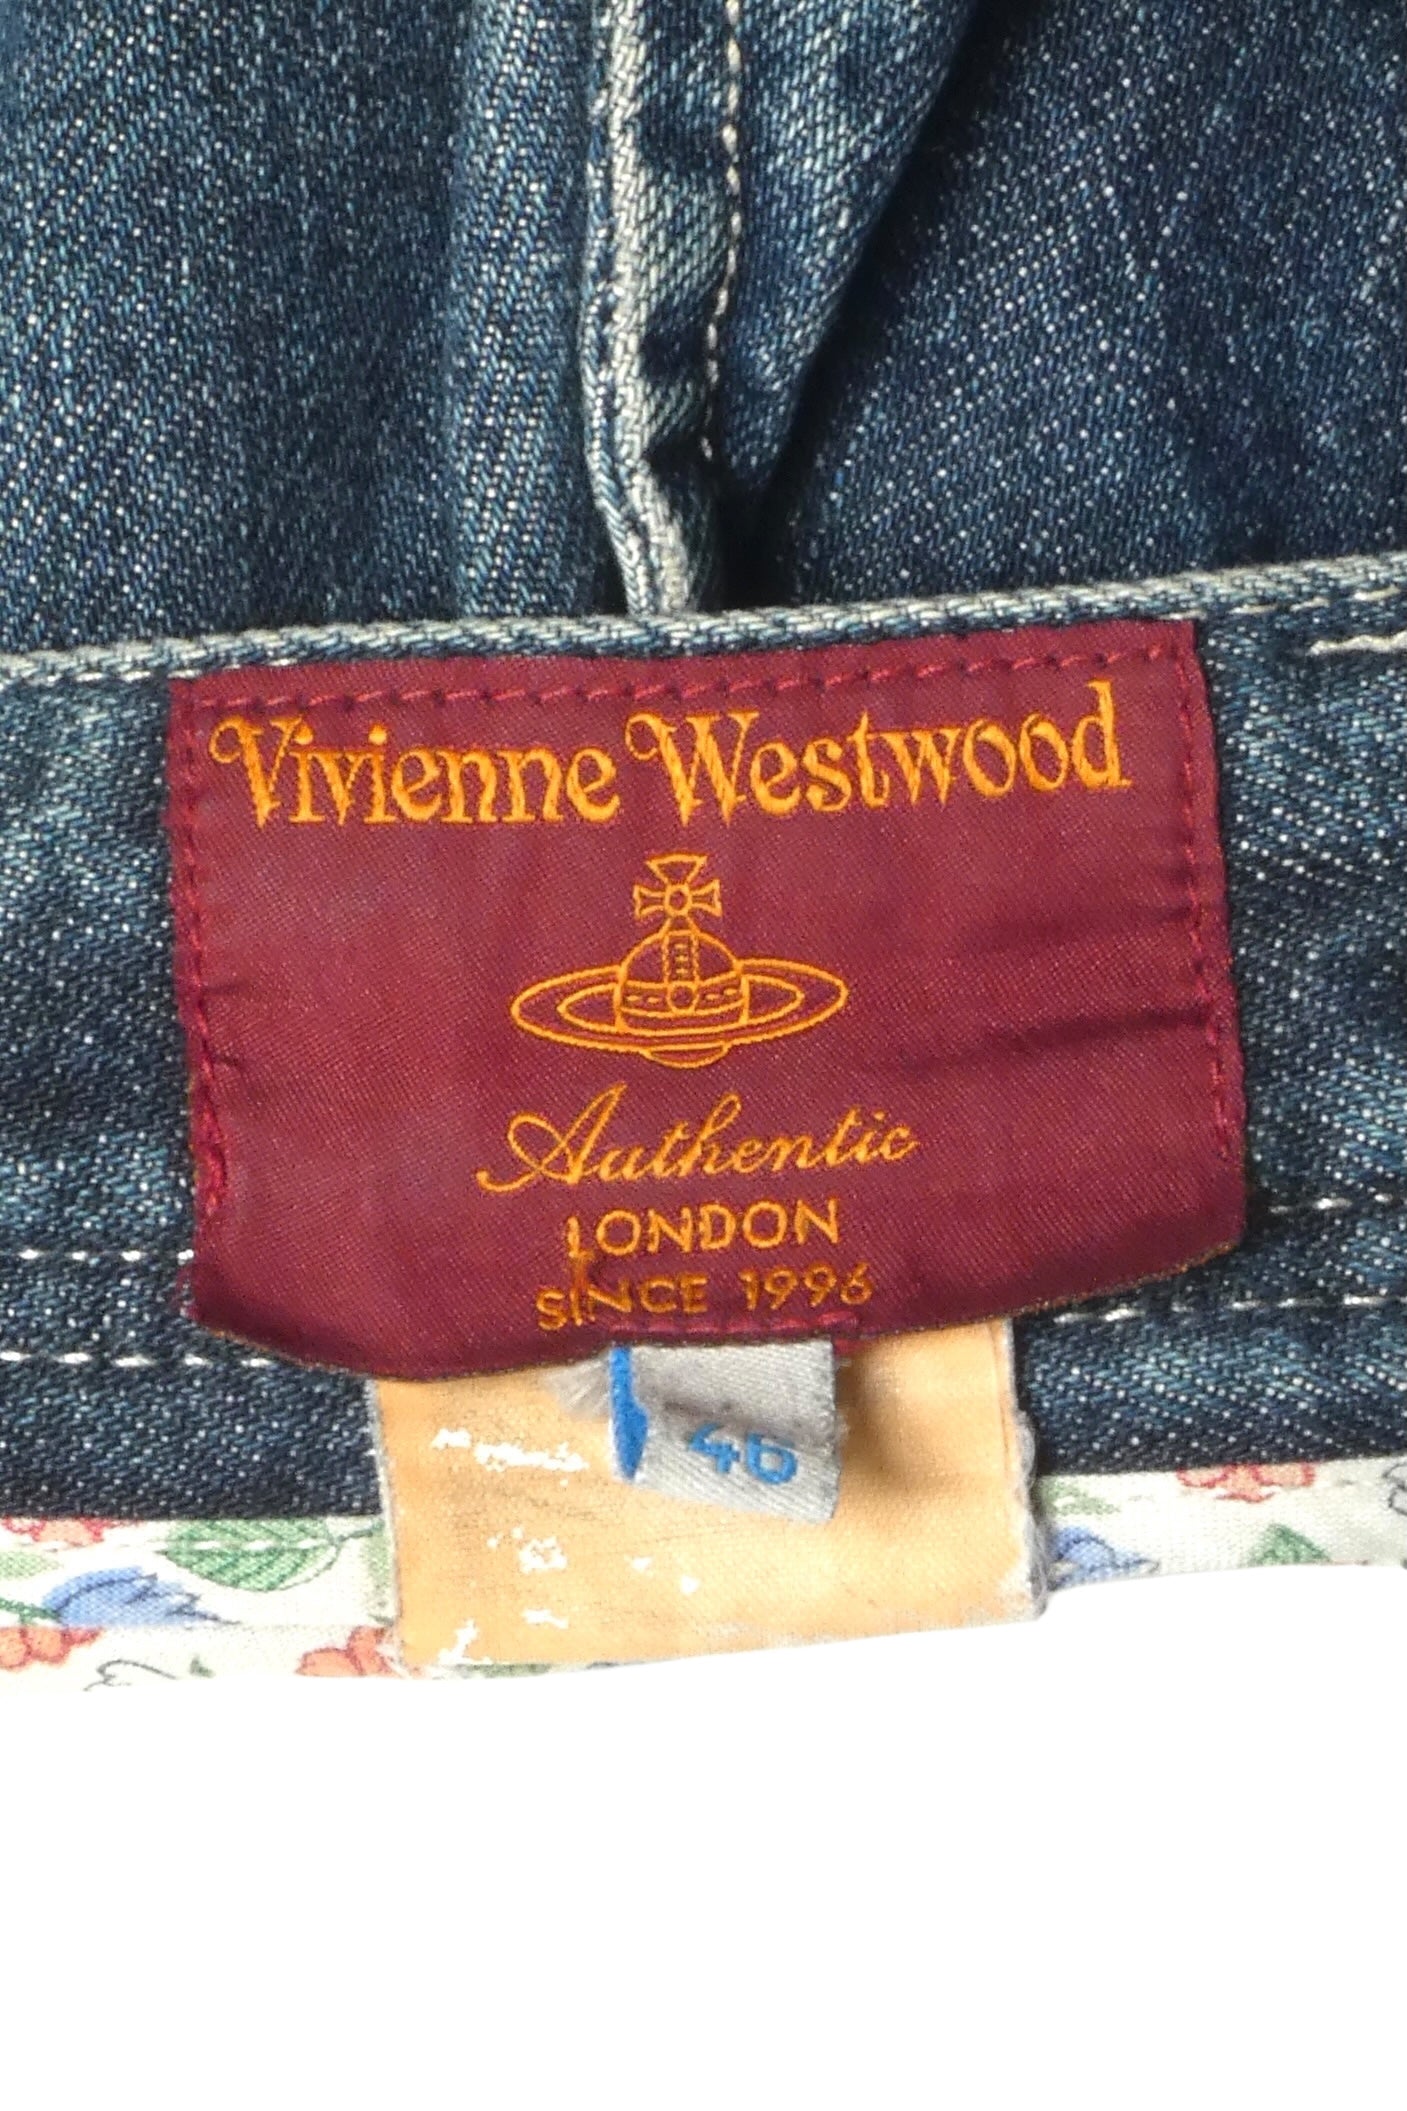 Vivienne Westwood
Authentic
LONDON
SINCE 1996
46